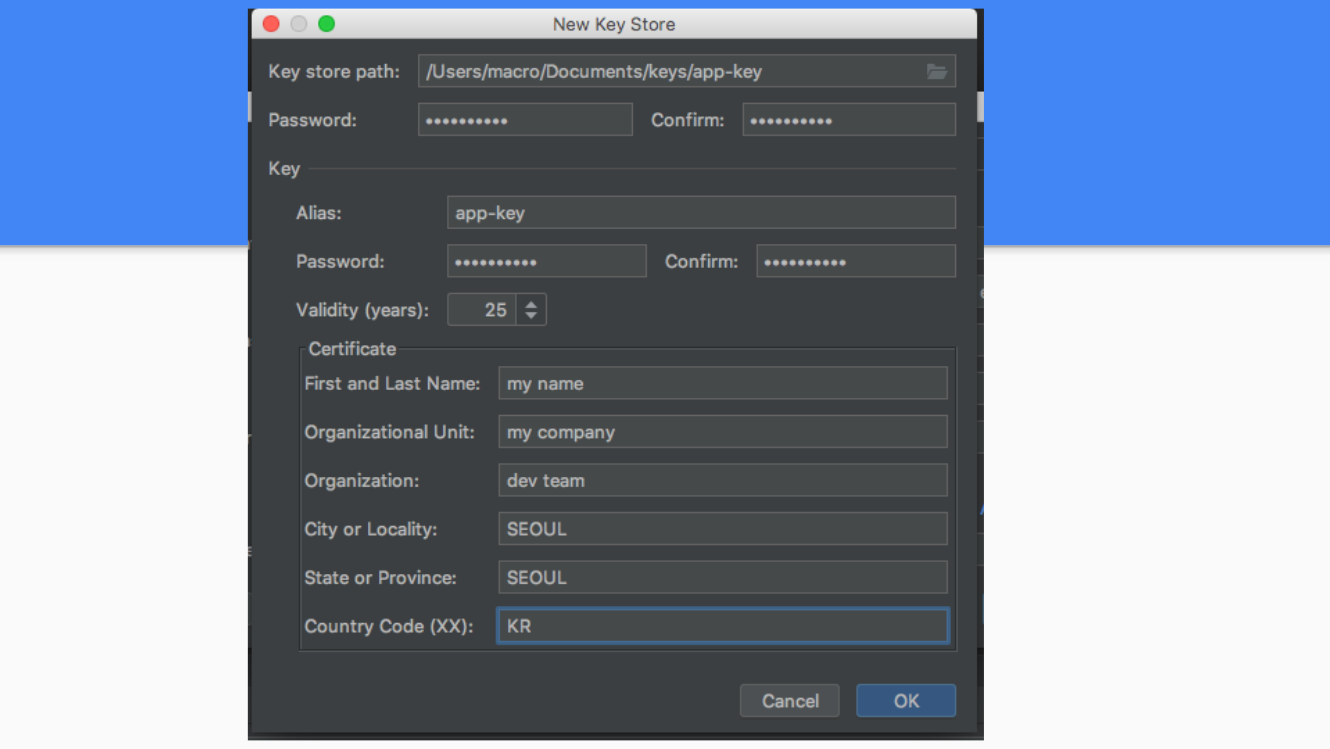 New Key Store
Key store path: /Users/macro/Documents/keys/app-key
Password: •••••••••• Confirm: ••••••••••
Key
Alias: app-key
Password: •••••••••• Confirm: ••••••••••
Validity (years): 25
Certificate
First and Last Name: my name
Organizational Unit: my company
Organization: dev team
City or Locality: SEOUL
State or Province: SEOUL
Country Code (XX): KR
Cancel OK